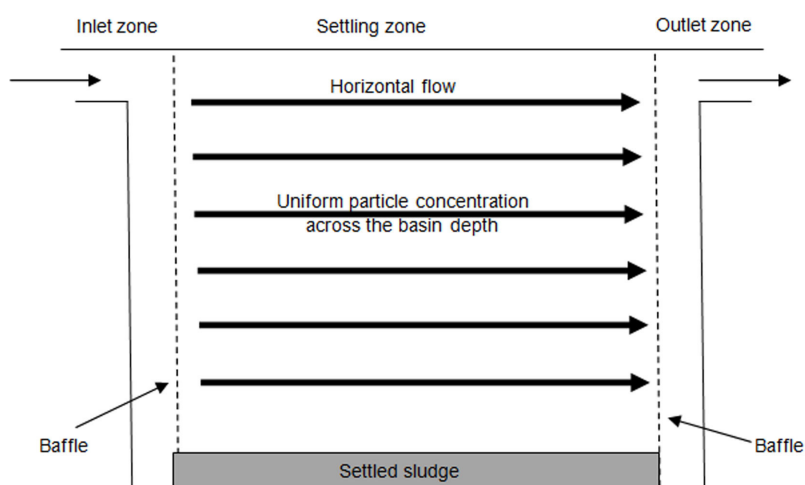 Inlet zone
Settling zone
Outlet zone
Horizontal flow
Uniform particle concentration
across the basin depth
Baffle
Baffle
Settled sludge